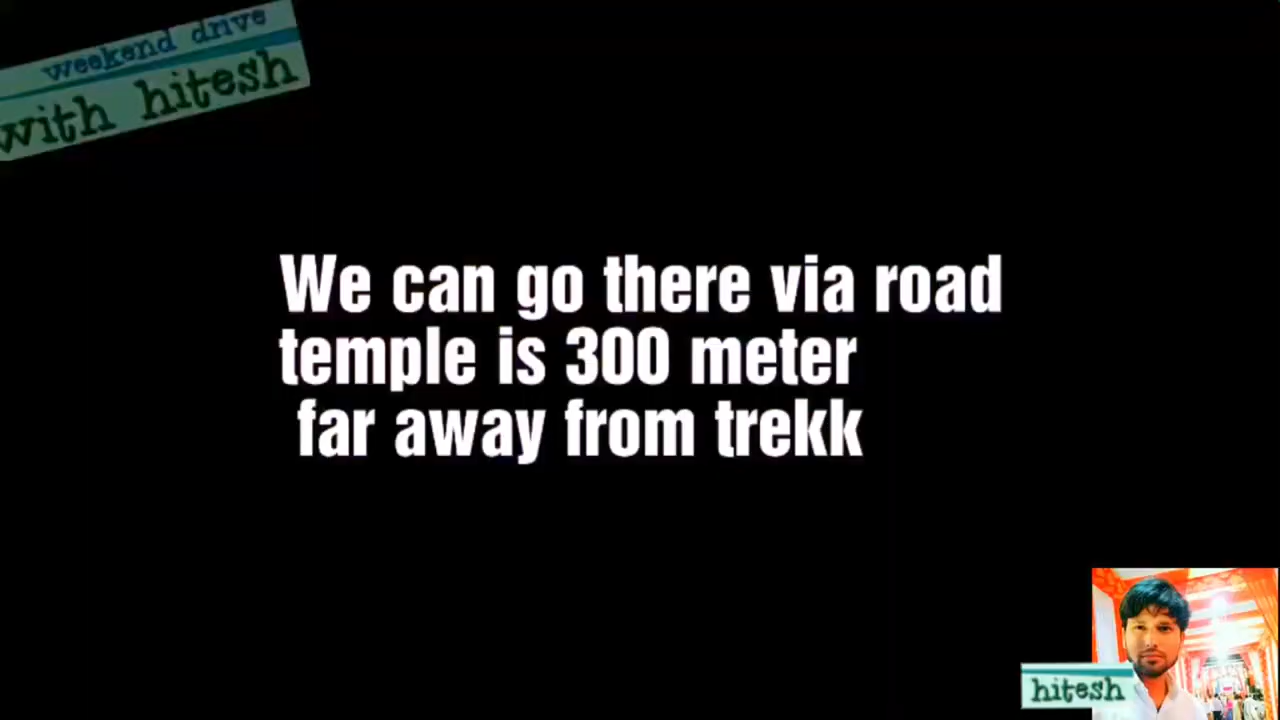 weekend drive
with hitesh
We can go there via road
temple is 300 meter
far away from trekk
hitesh